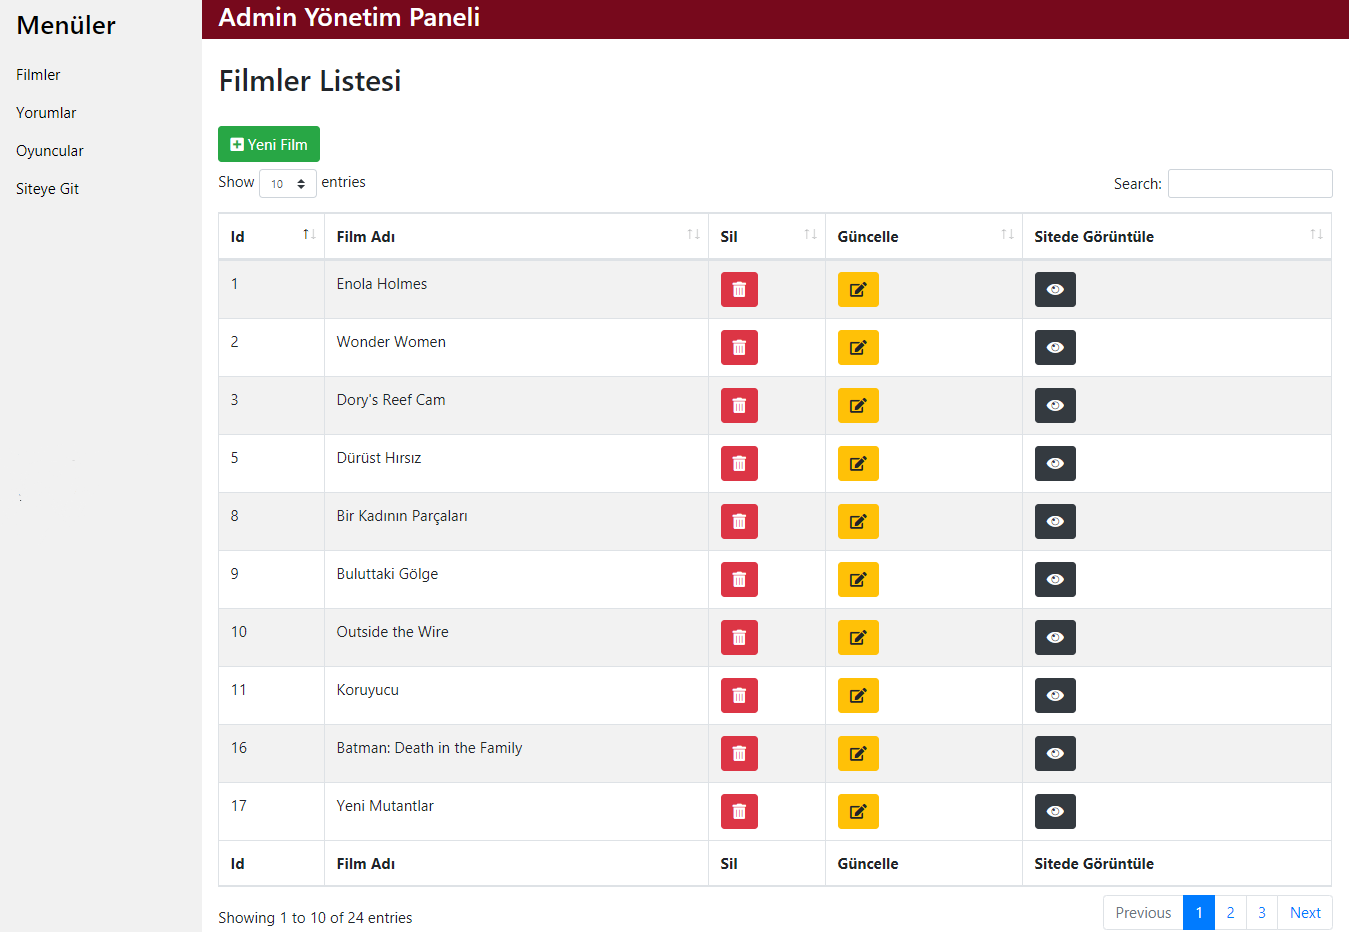 Menüler
Filmler
Yorumlar
Oyuncular
Siteye Git
Admin Yönetim Paneli
Filmler Listesi
Yeni Film
Show 10 entries
Search:
Id Film Adı Sil Güncelle Sitede Görüntüle
1 Enola Holmes
2 Wonder Women
3 Dory's Reef Cam
5 Dürüst Hırsız
8 Bir Kadının Parçaları
9 Buluttaki Gölge
10 Outside the Wire
11 Koruyucu
16 Batman: Death in the Family
17 Yeni Mutantlar
Id Film Adı Sil Güncelle Sitede Görüntüle
Showing 1 to 10 of 24 entries
Previous 1 2 3 Next